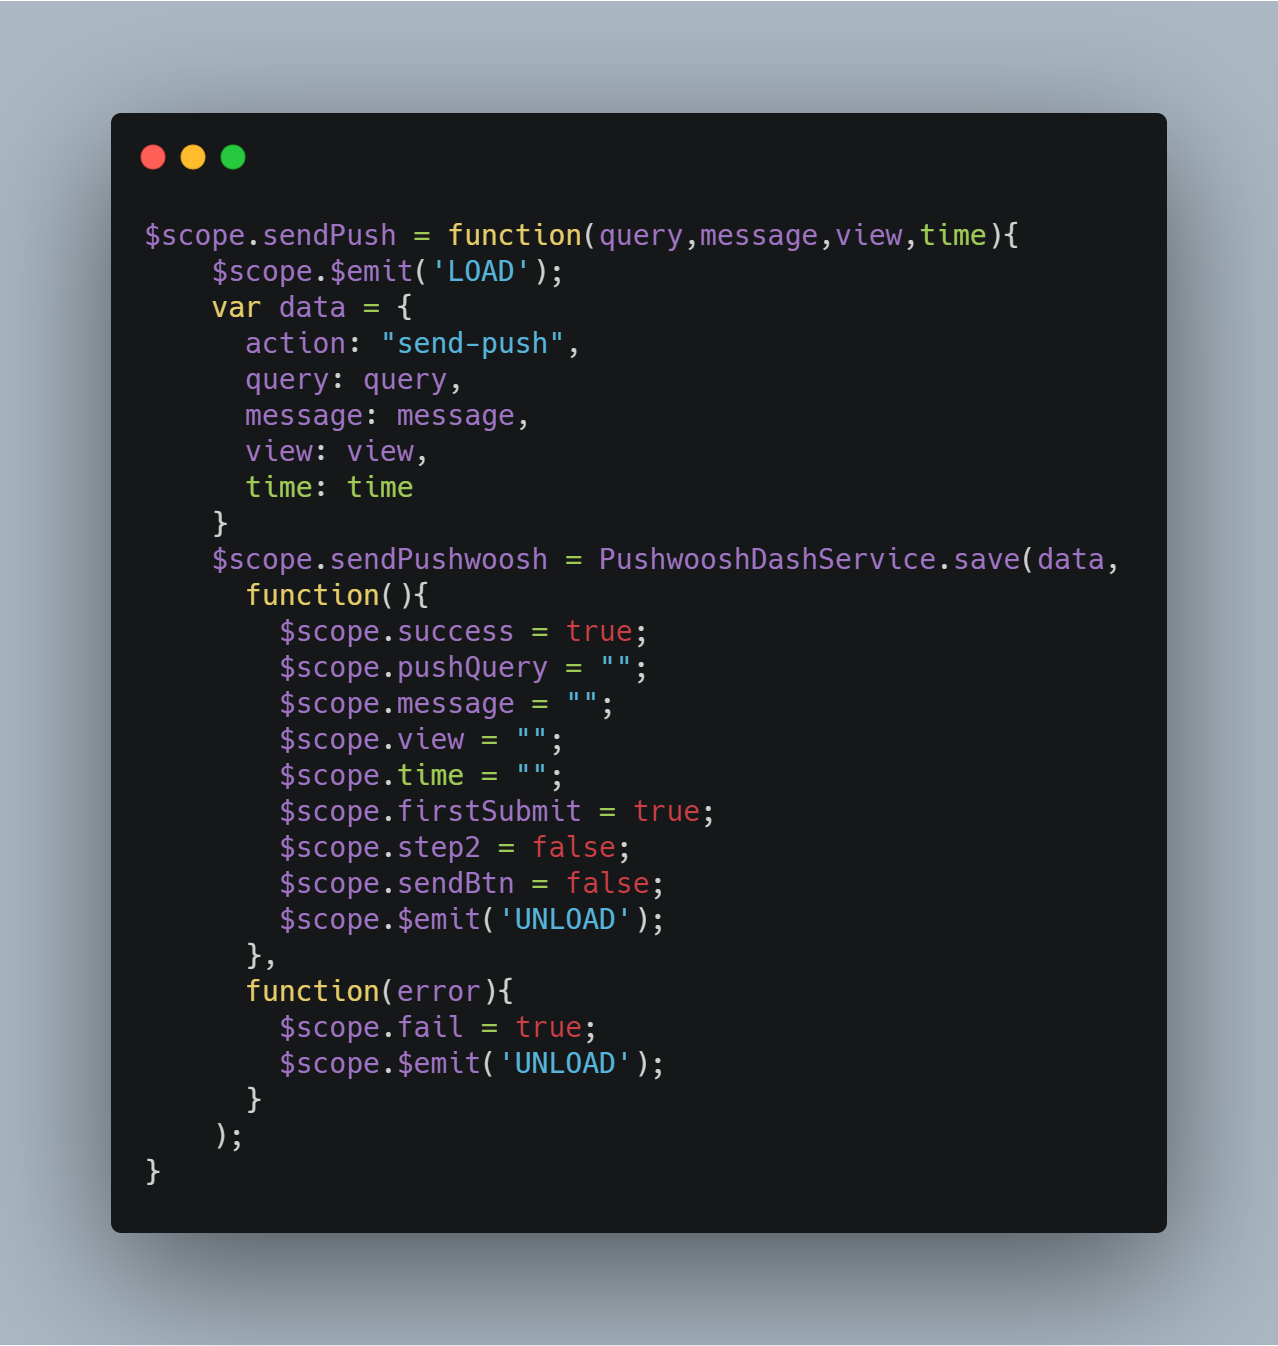 $scope.sendPush = function(query,message,view,time){
    $scope.$emit('LOAD');
    var data = {
      action: "send-push",
      query: query,
      message: message,
      view: view,
      time: time
    }
    $scope.sendPushwoosh = PushwooshDashService.save(data,
      function(){
        $scope.success = true;
        $scope.pushQuery = "";
        $scope.message = "";
        $scope.view = "";
        $scope.time = "";
        $scope.firstSubmit = true;
        $scope.step2 = false;
        $scope.sendBtn = false;
        $scope.$emit('UNLOAD');
      },
      function(error){
        $scope.fail = true;
        $scope.$emit('UNLOAD');
      }
    );
}